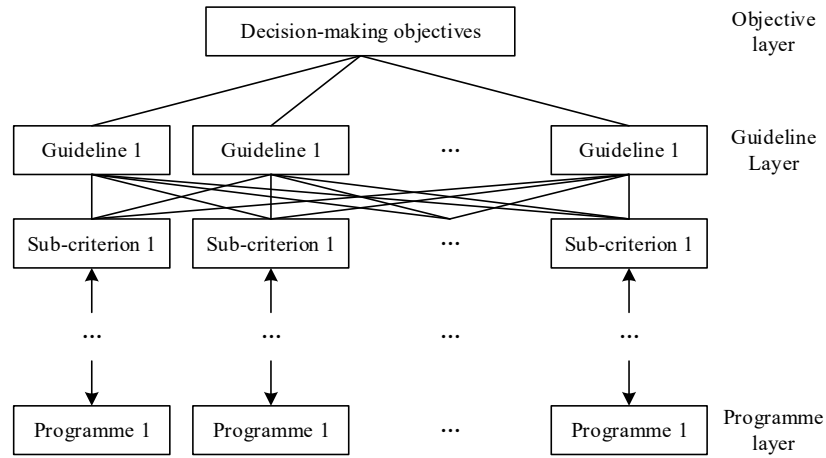 Decision-making objectives
Objective
layer
Guideline 1
Guideline 1
...
Guideline 1
Guideline
Layer
Sub-criterion 1
Sub-criterion 1
...
Sub-criterion 1
...
...
...
...
Programme 1
Programme 1
...
Programme 1
Programme
layer